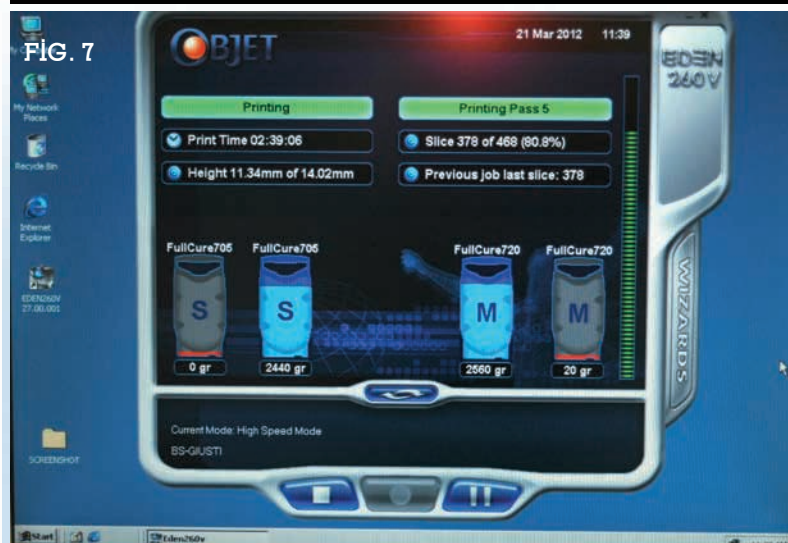 FİG. 7
My Network Places
Recycle Bin
Internet Explorer
EDEN260V 27.00.001
SCREENSHOT
OBJET
21 Mar 2012 11:39
EDEN 260V
Printing
Printing Pass 5
Print Time 02:39:06
Slice 378 of 468 (80.8%)
Height 11.34mm of 14.02mm
Previous job last slice: 378
FullCure705 FullCure705 FullCure720 FullCure720
S S M M
0 gr 2440 gr 2560 gr 20 gr
WIZARDS
Current Mode: High Speed Mode
BS-GIUSTI
Start
Eden260v